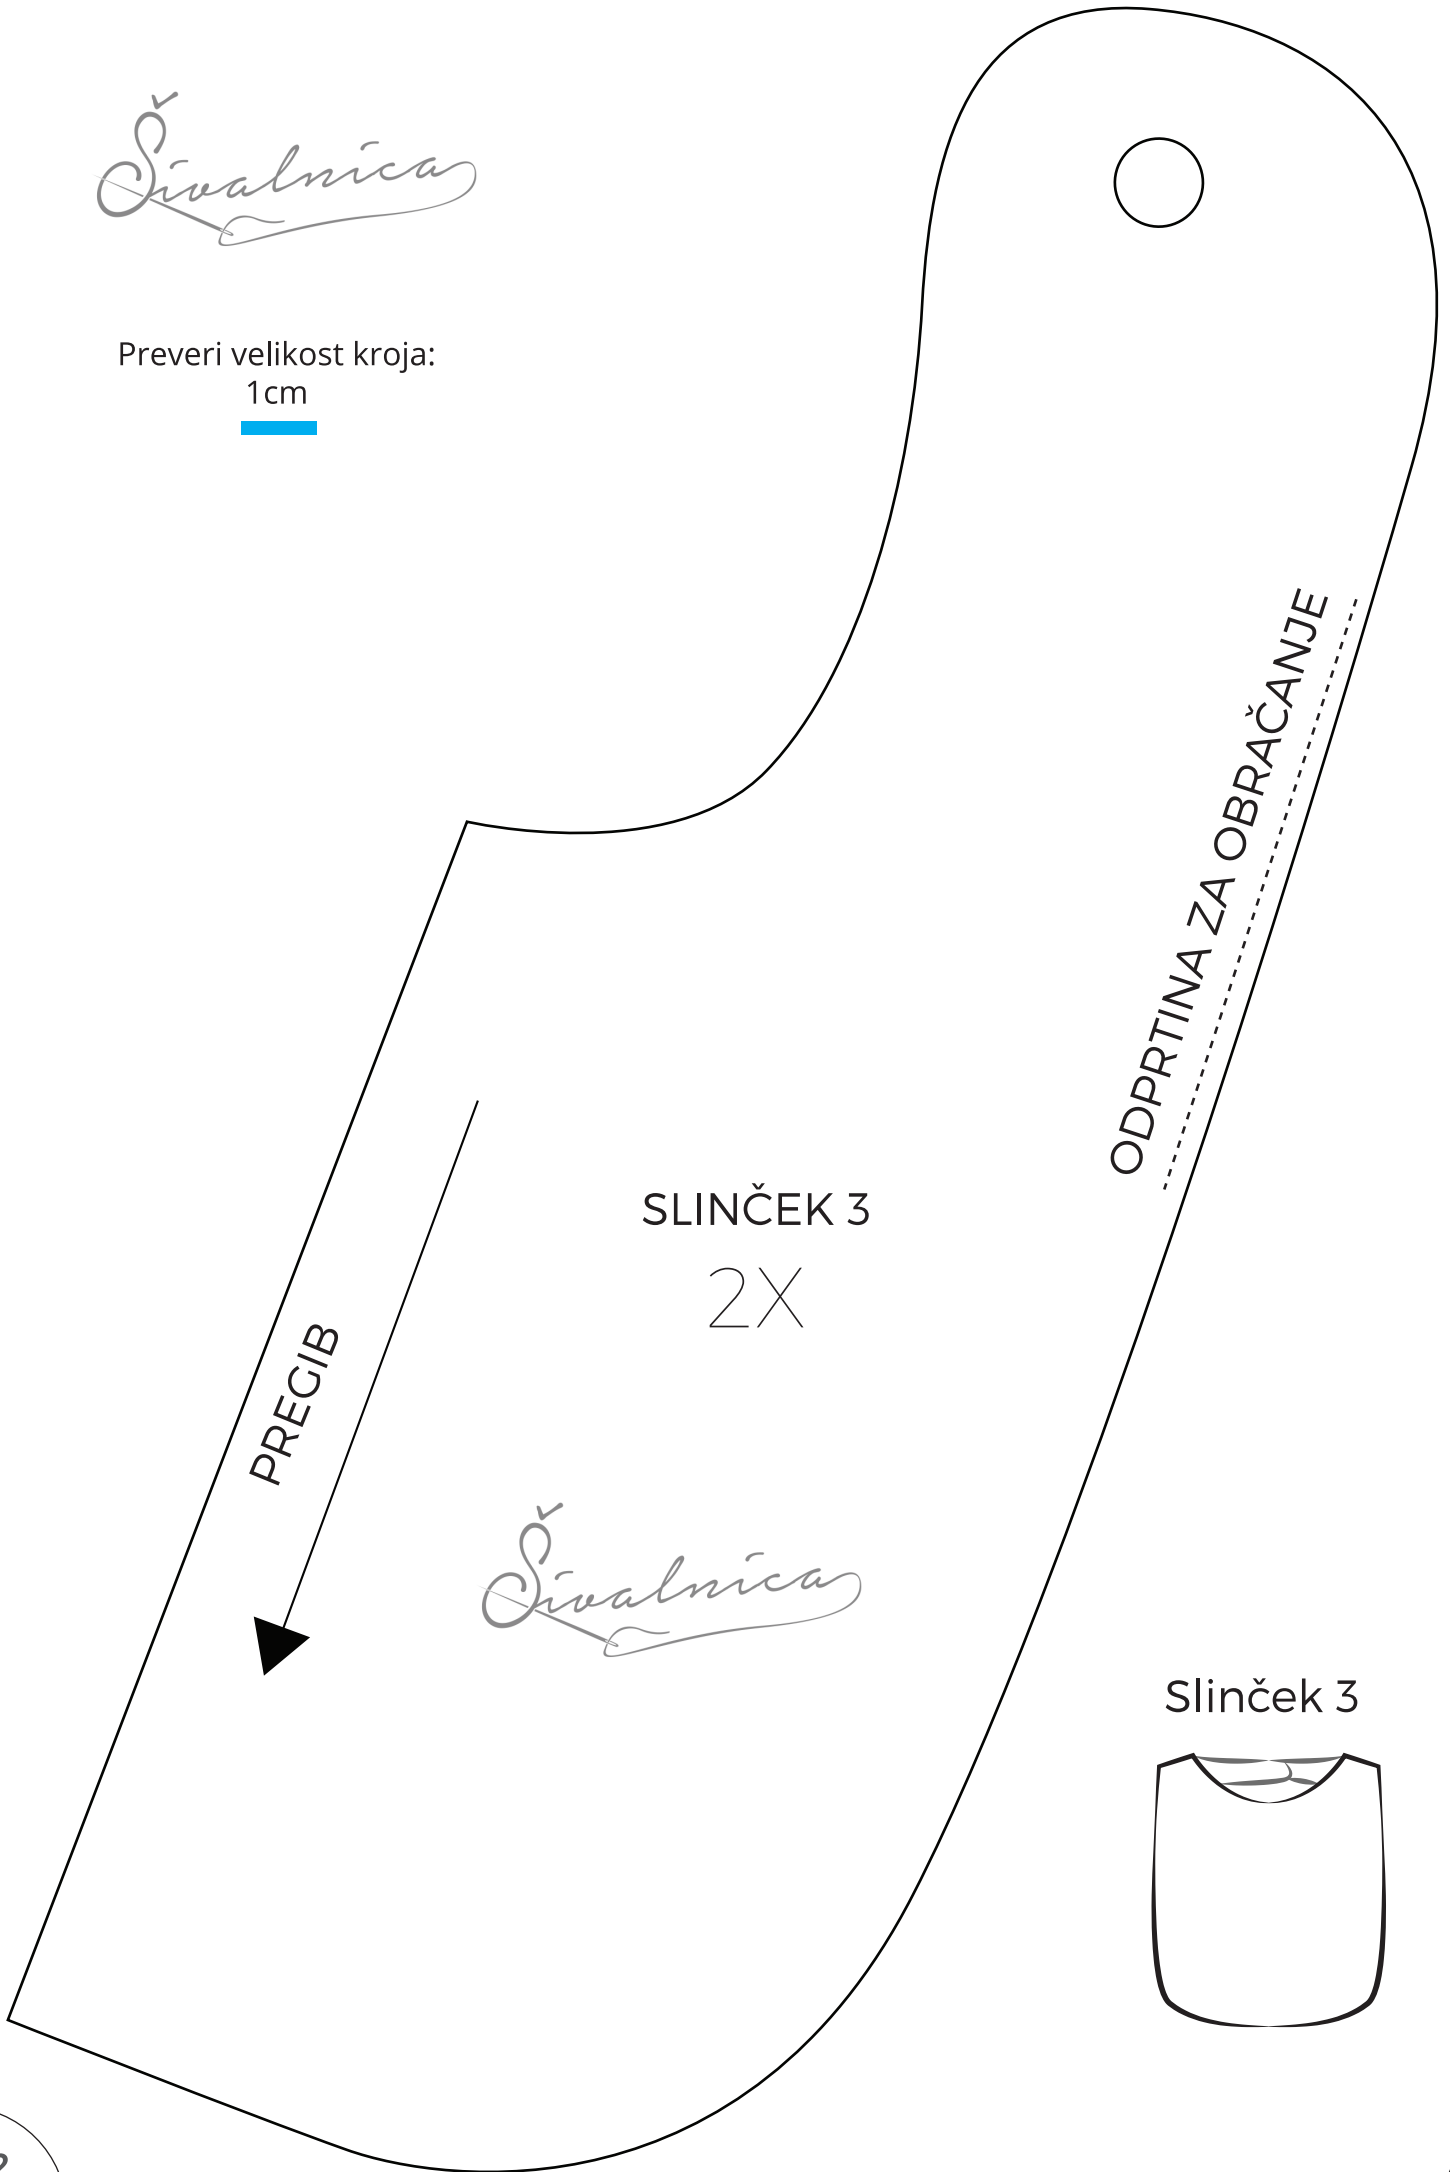 Šivalnica
Preveri velikost kroja:
1cm
ODPRTINA ZA OBRAČANJE
SLINČEK 3
2X
PREGIB
Šivalnica
Slinček 3